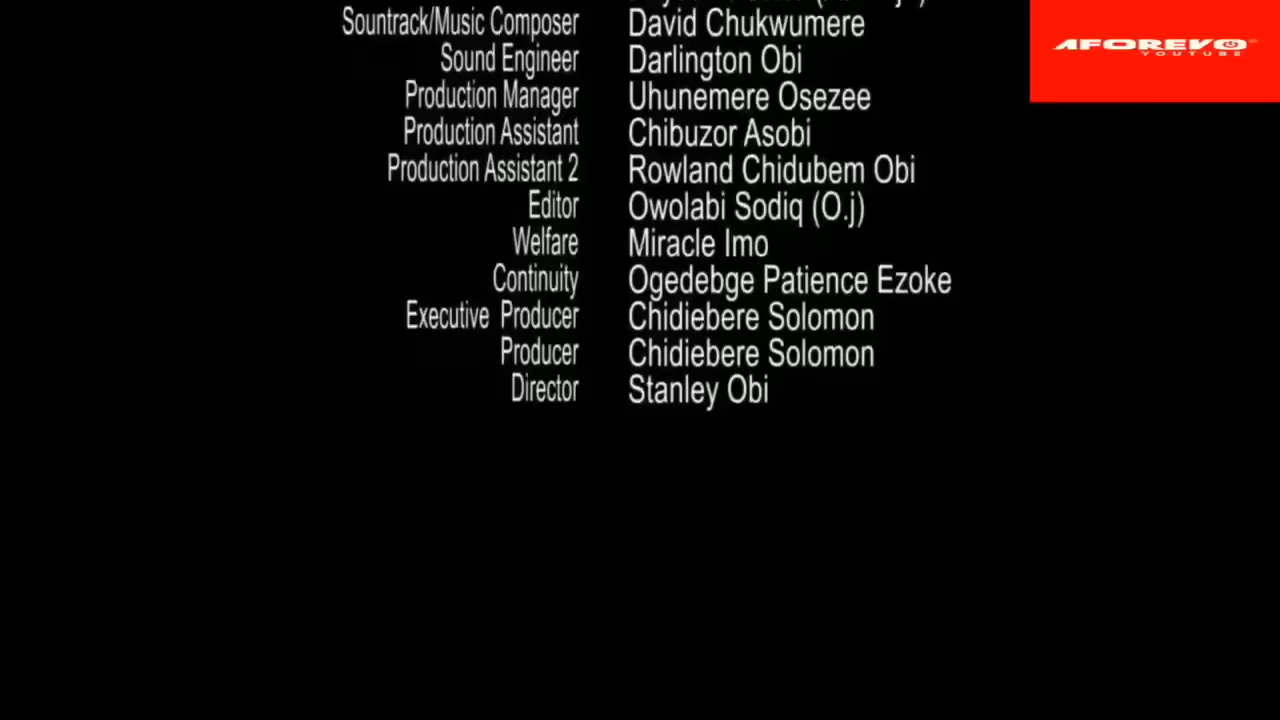 Sountrack/Music Composer David Chukwumere
Sound Engineer Darlington Obi
Production Manager Uhunemere Osezee
Production Assistant Chibuzor Asobi
Production Assistant 2 Rowland Chidubem Obi
Editor Owolabi Sodiq (O.j)
Welfare Miracle Imo
Continuity Ogedebge Patience Ezoke
Executive Producer Chidiebere Solomon
Producer Chidiebere Solomon
Director Stanley Obi
AFOREVO
YOUTUBE